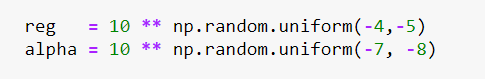 reg   = 10 ** np.random.uniform(-4,-5)
alpha = 10 ** np.random.uniform(-7, -8)